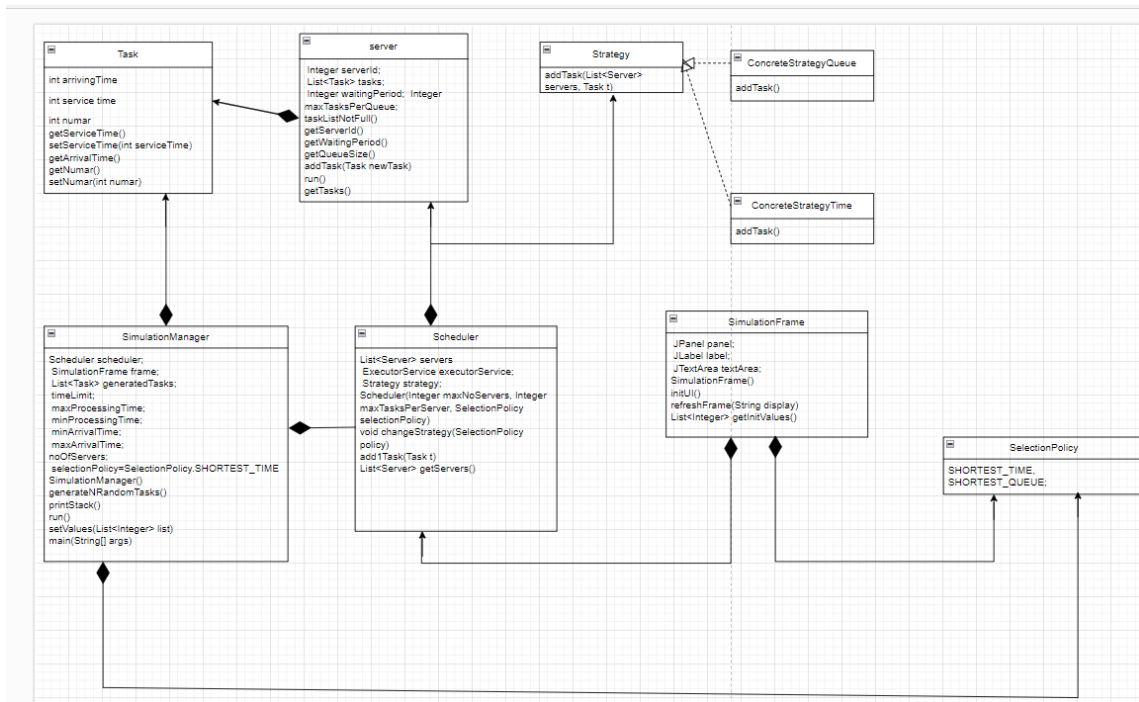 Task
int arrivingTime
int service time
int numar
getServiceTime()
setServiceTime(int serviceTime)
getArrivalTime()
getNumar()
setNumar(int numar)
server
Integer serverId;
List<Task> tasks;
Integer waitingPeriod; Integer
maxTasksPerQueue;
taskListNotFull()
getServerId()
getWaitingPeriod()
getQueueSize()
addTask(Task newTask)
run()
getTasks()
Strategy
addTask(List<Server>
servers, Task t)
ConcreteStrategyQueue
addTask()
ConcreteStrategyTime
addTask()
SimulationManager
Scheduler scheduler;
SimulationFrame frame;
List<Task> generatedTasks;
timeLimit;
maxProcessingTime;
minProcessingTime;
minArrivalTime;
maxArrivalTime;
noOfServers;
selectionPolicy=SelectionPolicy.SHORTEST_TIME
SimulationManager()
generateNRandomTasks()
printStack()
run()
setValues(List<Integer> list)
main(String[] args)
Scheduler
List<Server> servers
ExecutorService executorService;
Strategy strategy;
Scheduler(Integer maxNoServers, Integer
maxTasksPerServer, SelectionPolicy
selectionPolicy)
void changeStrategy(SelectionPolicy
policy)
add1Task(Task t)
List<Server> getServers()
SimulationFrame
JPanel panel;
JLabel label;
JTextArea textArea;
SimulationFrame()
initUI()
refreshFrame(String display)
List<Integer> getInitValues()
SelectionPolicy
SHORTEST_TIME,
SHORTEST_QUEUE;